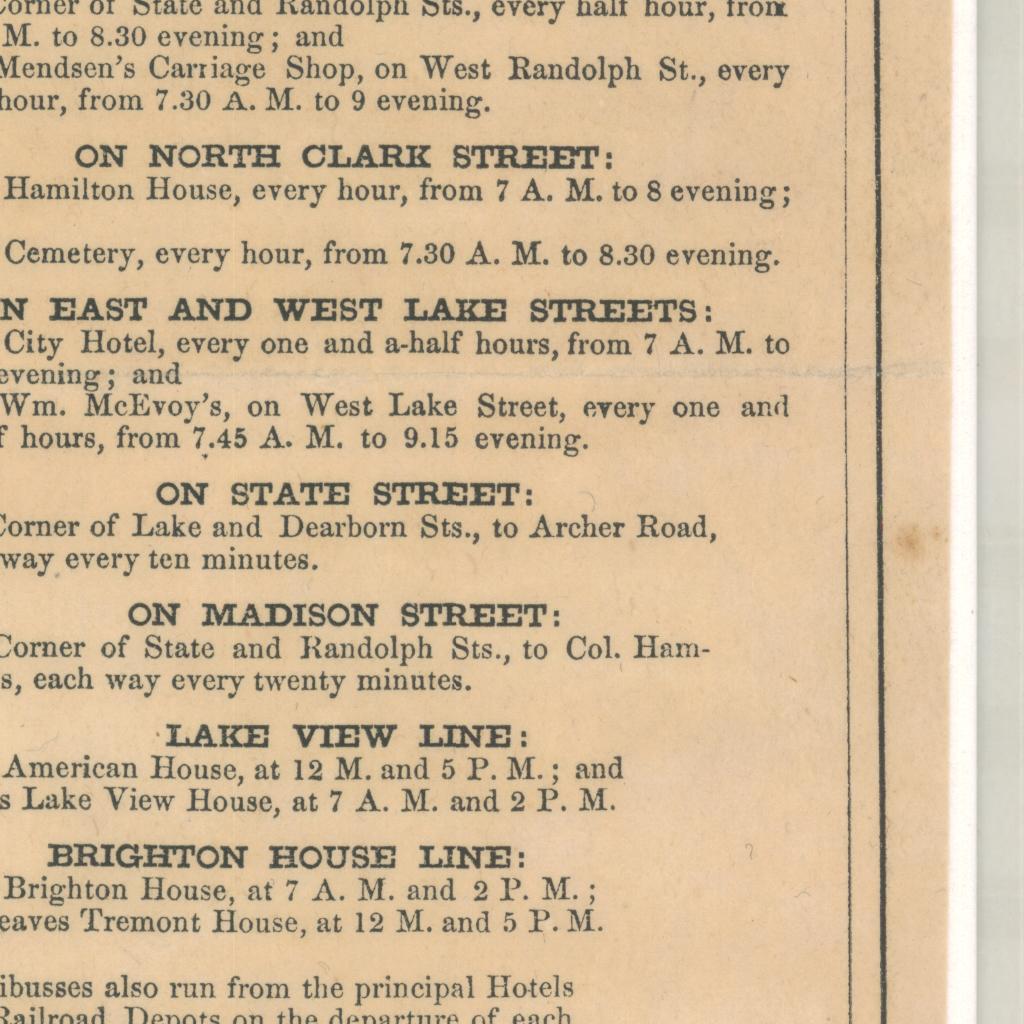 Corner of State and Randolph Sts., every half hour, from
M. to 8.30 evening; and
Mendsen's Carriage Shop, on West Randolph St., every
hour, from 7.30 A. M. to 9 evening.
ON NORTH CLARK STREET:
Hamilton House, every hour, from 7 A. M. to 8 evening;
Cemetery, every hour, from 7.30 A. M. to 8.30 evening.
N EAST AND WEST LAKE STREETS:
City Hotel, every one and a-half hours, from 7 A. M. to
evening; and
Wm. McEvoy's, on West Lake Street, every one and
f hours, from 7.45 A. M. to 9.15 evening.
ON STATE STREET:
Corner of Lake and Dearborn Sts., to Archer Road,
way every ten minutes.
ON MADISON STREET:
Corner of State and Randolph Sts., to Col. Ham-
s, each way every twenty minutes.
LAKE VIEW LINE:
American House, at 12 M. and 5 P. M.; and
s Lake View House, at 7 A. M. and 2 P. M.
BRIGHTON HOUSE LINE:
Brighton House, at 7 A. M. and 2 P. M.;
eaves Tremont House, at 12 M. and 5 P. M.
ibusses also run from the principal Hotels
Railroad Depots on the departure of each